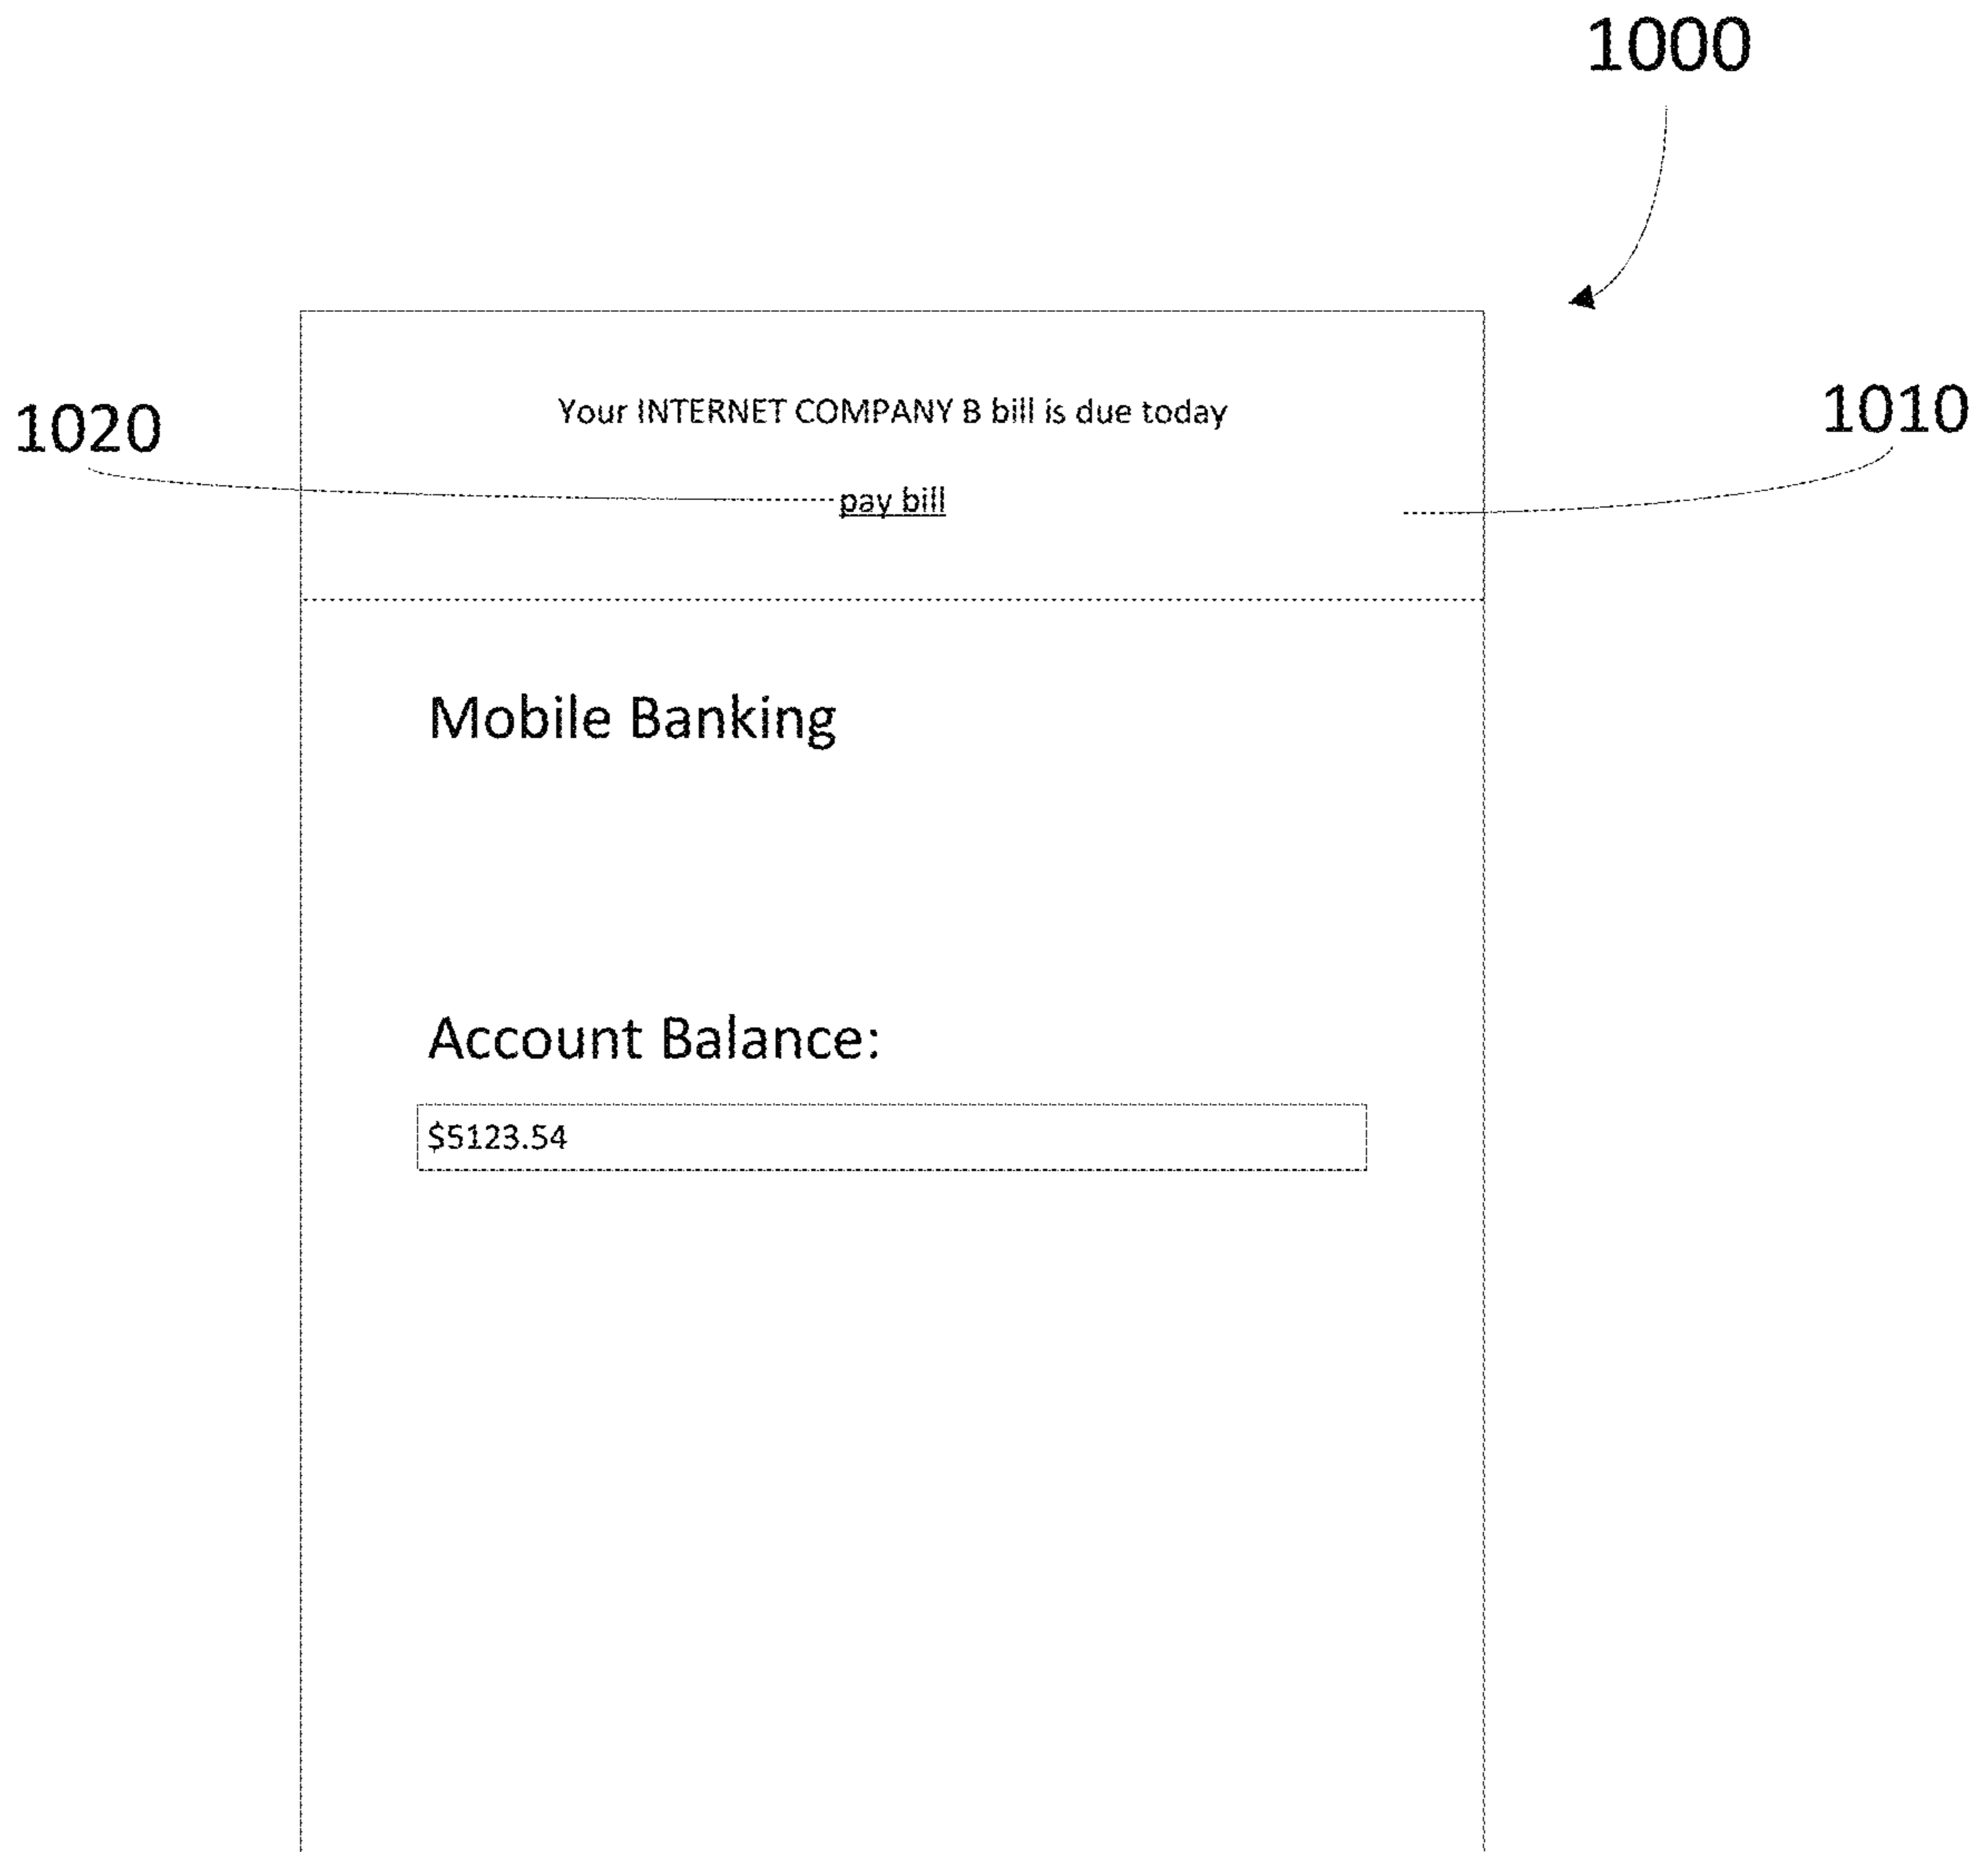 1000
Your INTERNET COMPANY B bill is due today
1020
1010
pay bill
Mobile Banking
Account Balance:
$5123.54